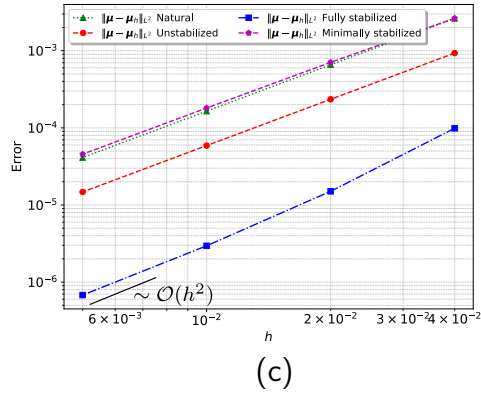 ‖μ − μₕ‖_{L²} Natural
‖μ − μₕ‖_{L²} Unstabilized
‖μ − μₕ‖_{L²} Fully stabilized
‖μ − μₕ‖_{L²} Minimally stabilized
10⁻³
10⁻⁴
10⁻⁵
10⁻⁶
Error
∼ 𝒪(h²)
6 × 10⁻³
10⁻²
2 × 10⁻²
3 × 10⁻²
4 × 10⁻²
h
(c)